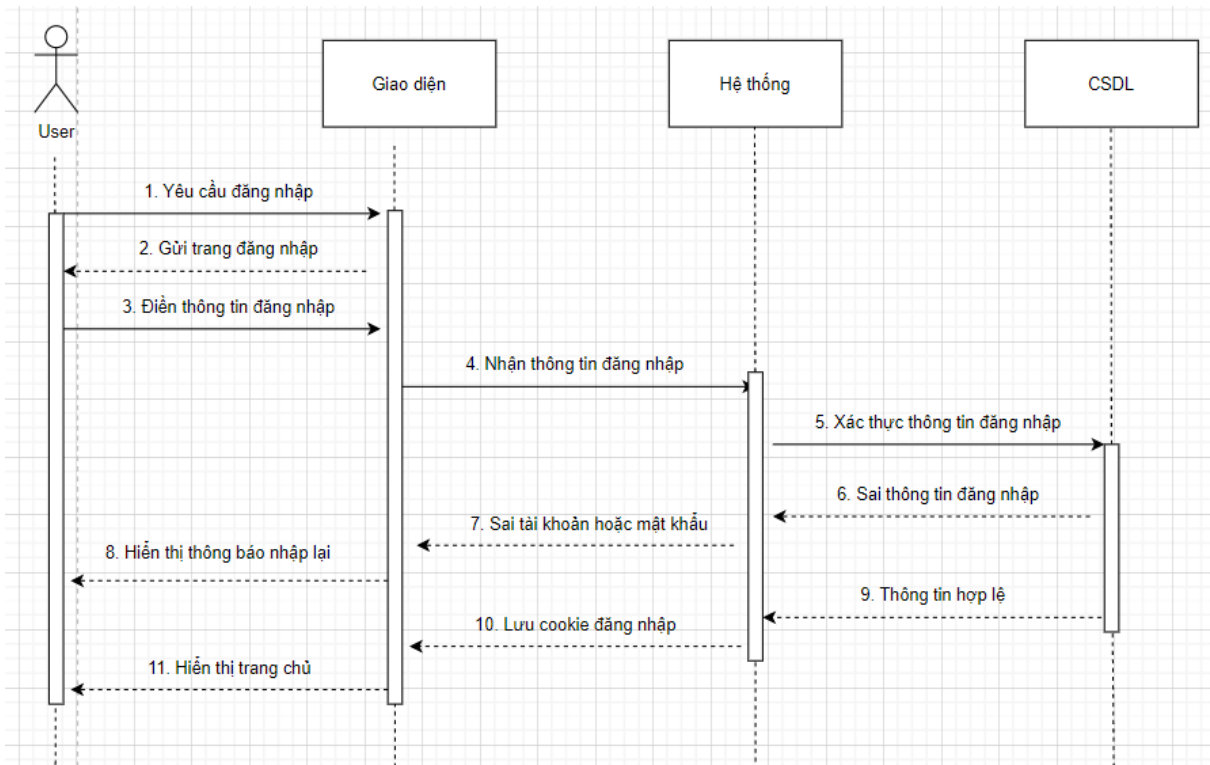 User
Giao diện
Hệ thống
CSDL
1. Yêu cầu đăng nhập
2. Gửi trang đăng nhập
3. Điền thông tin đăng nhập
4. Nhận thông tin đăng nhập
5. Xác thực thông tin đăng nhập
6. Sai thông tin đăng nhập
7. Sai tài khoản hoặc mật khẩu
8. Hiển thị thông báo nhập lại
9. Thông tin hợp lệ
10. Lưu cookie đăng nhập
11. Hiển thị trang chủ